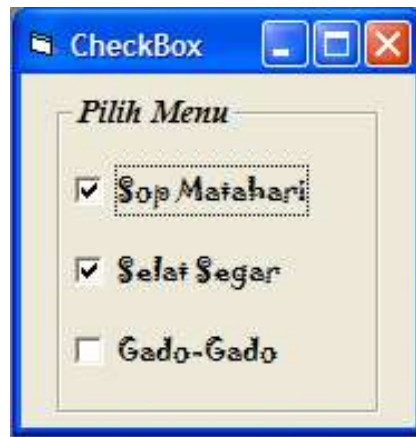 CheckBox
Pilih Menu
Sop Matahari
Selat Segar
Gado-Gado